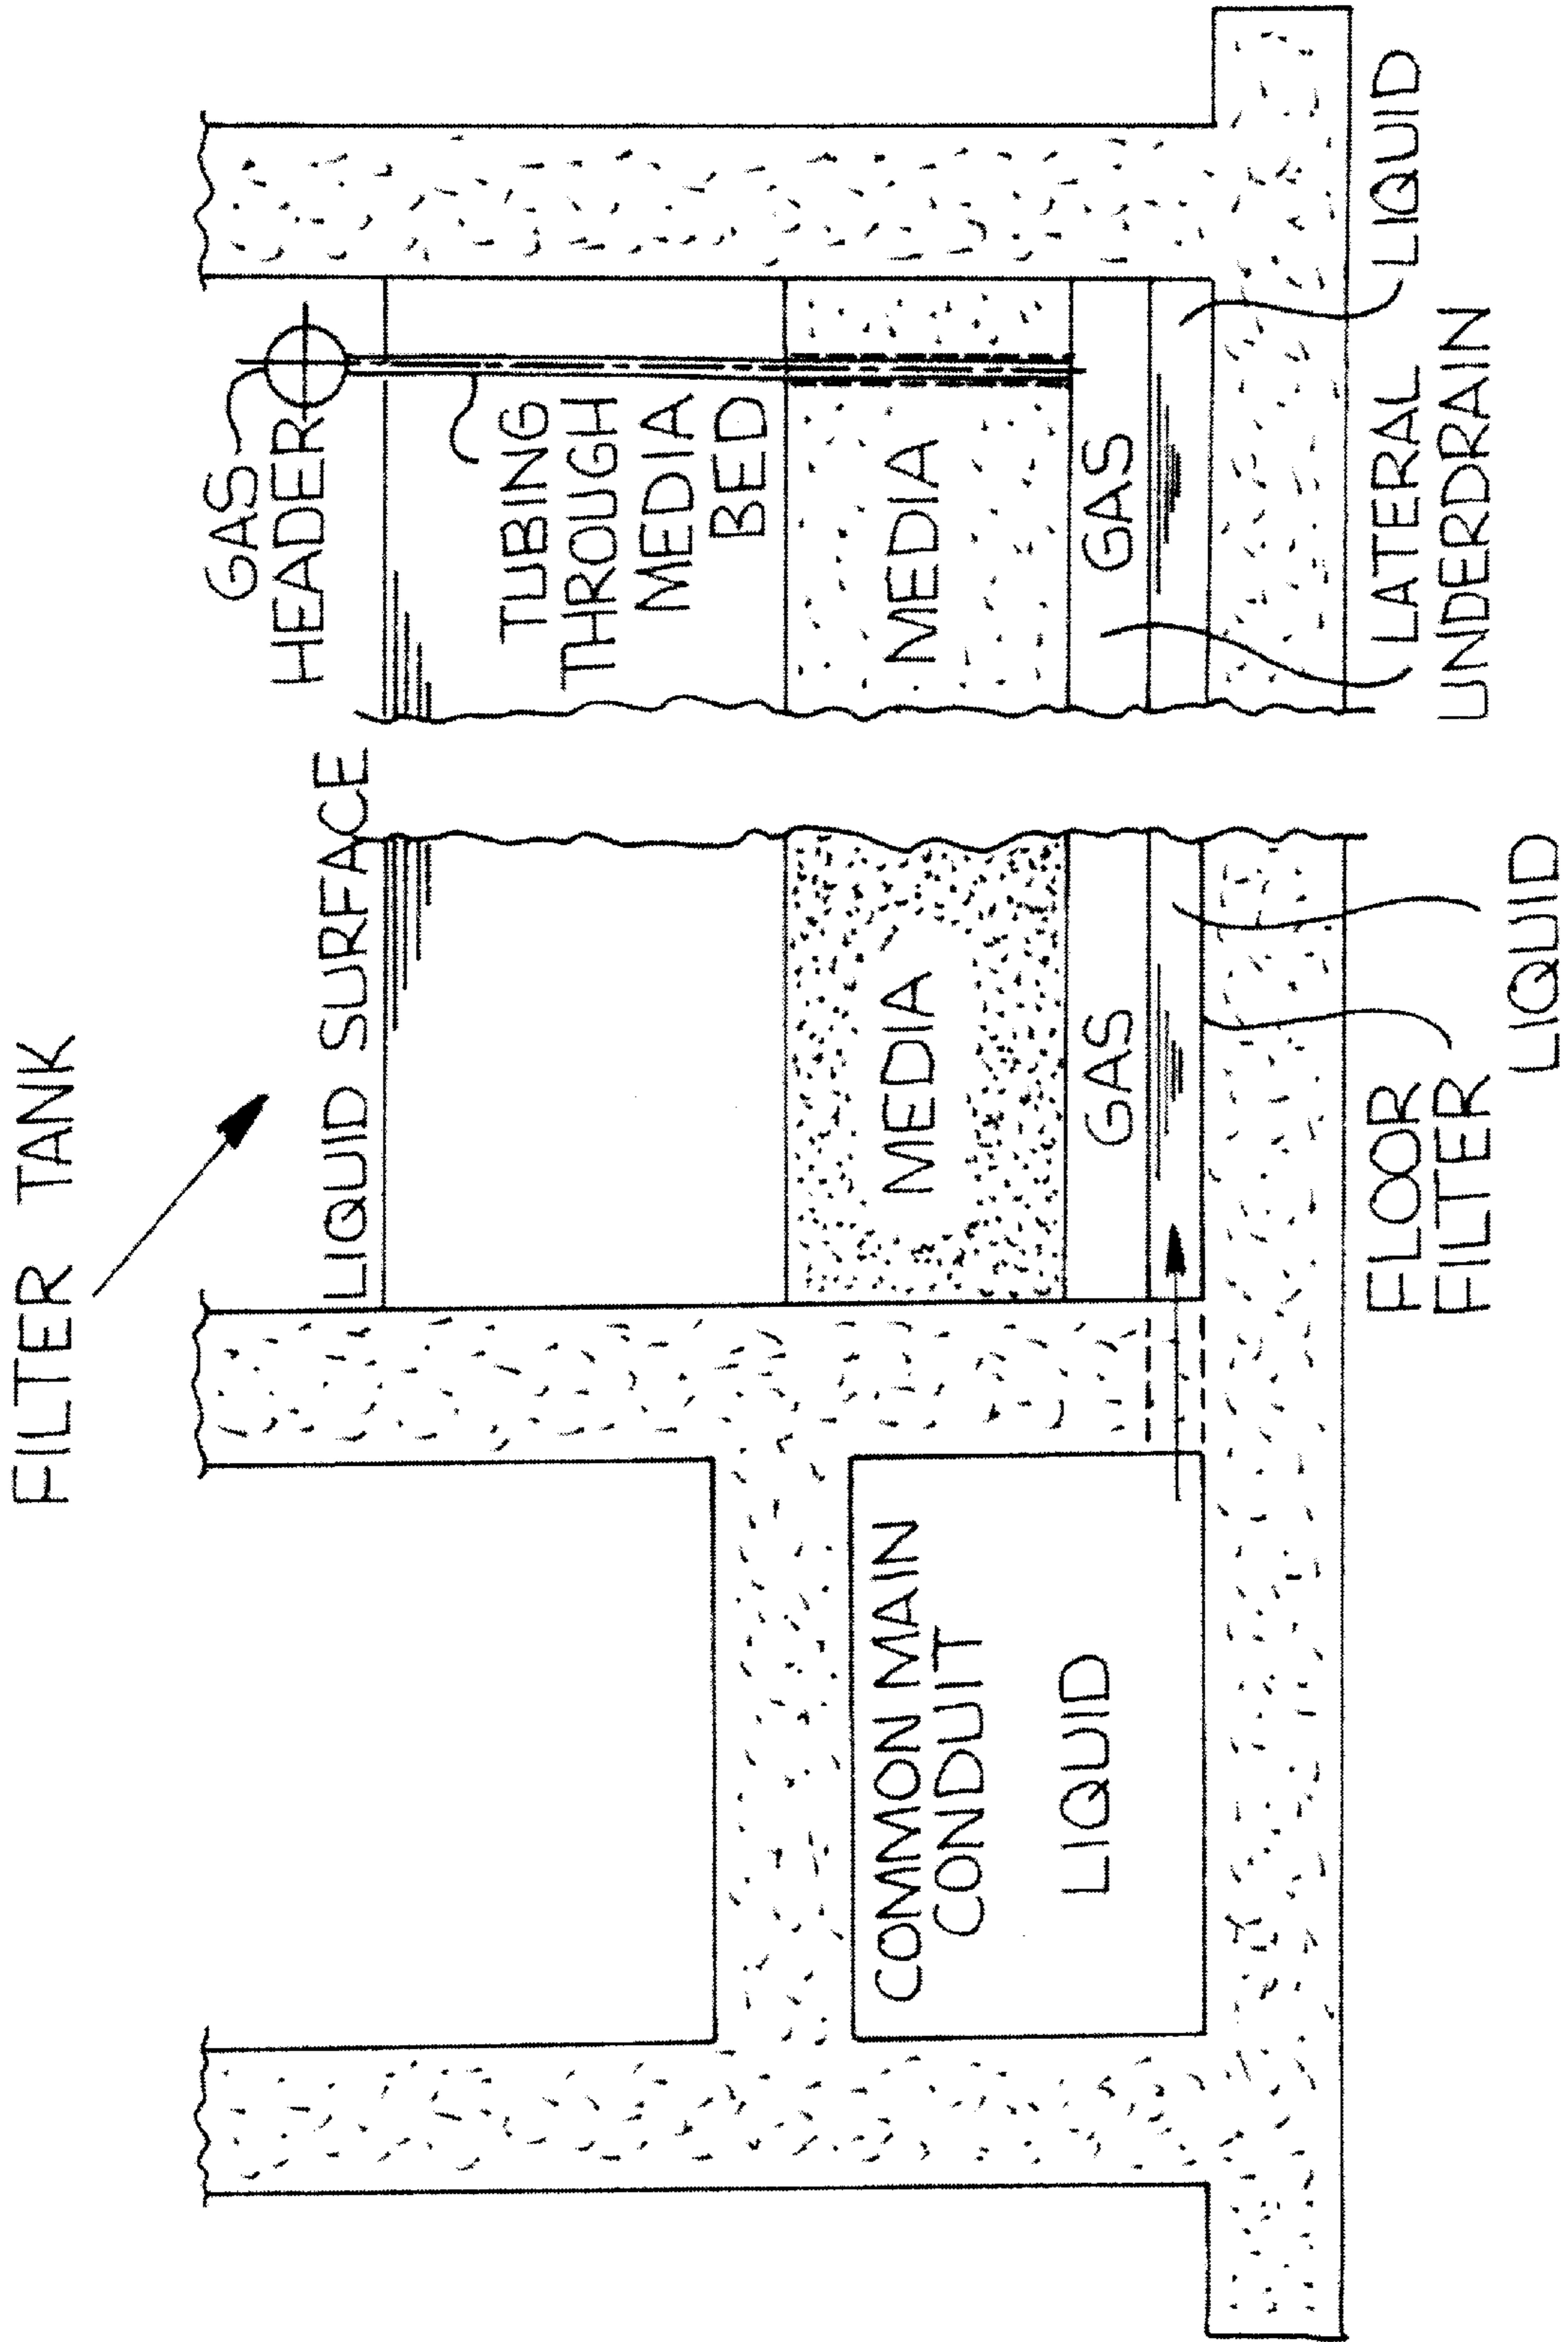 FILTER TANK
GAS
HEADER
LIQUID SURFACE
TUBING
THROUGH
MEDIA
BED
COMMON MAIN
CONDUIT
LIQUID
MEDIA
MEDIA
GAS
GAS
FLOOR
FILTER
LIQUID
LATERAL
UNDERDRAIN
LIQUID